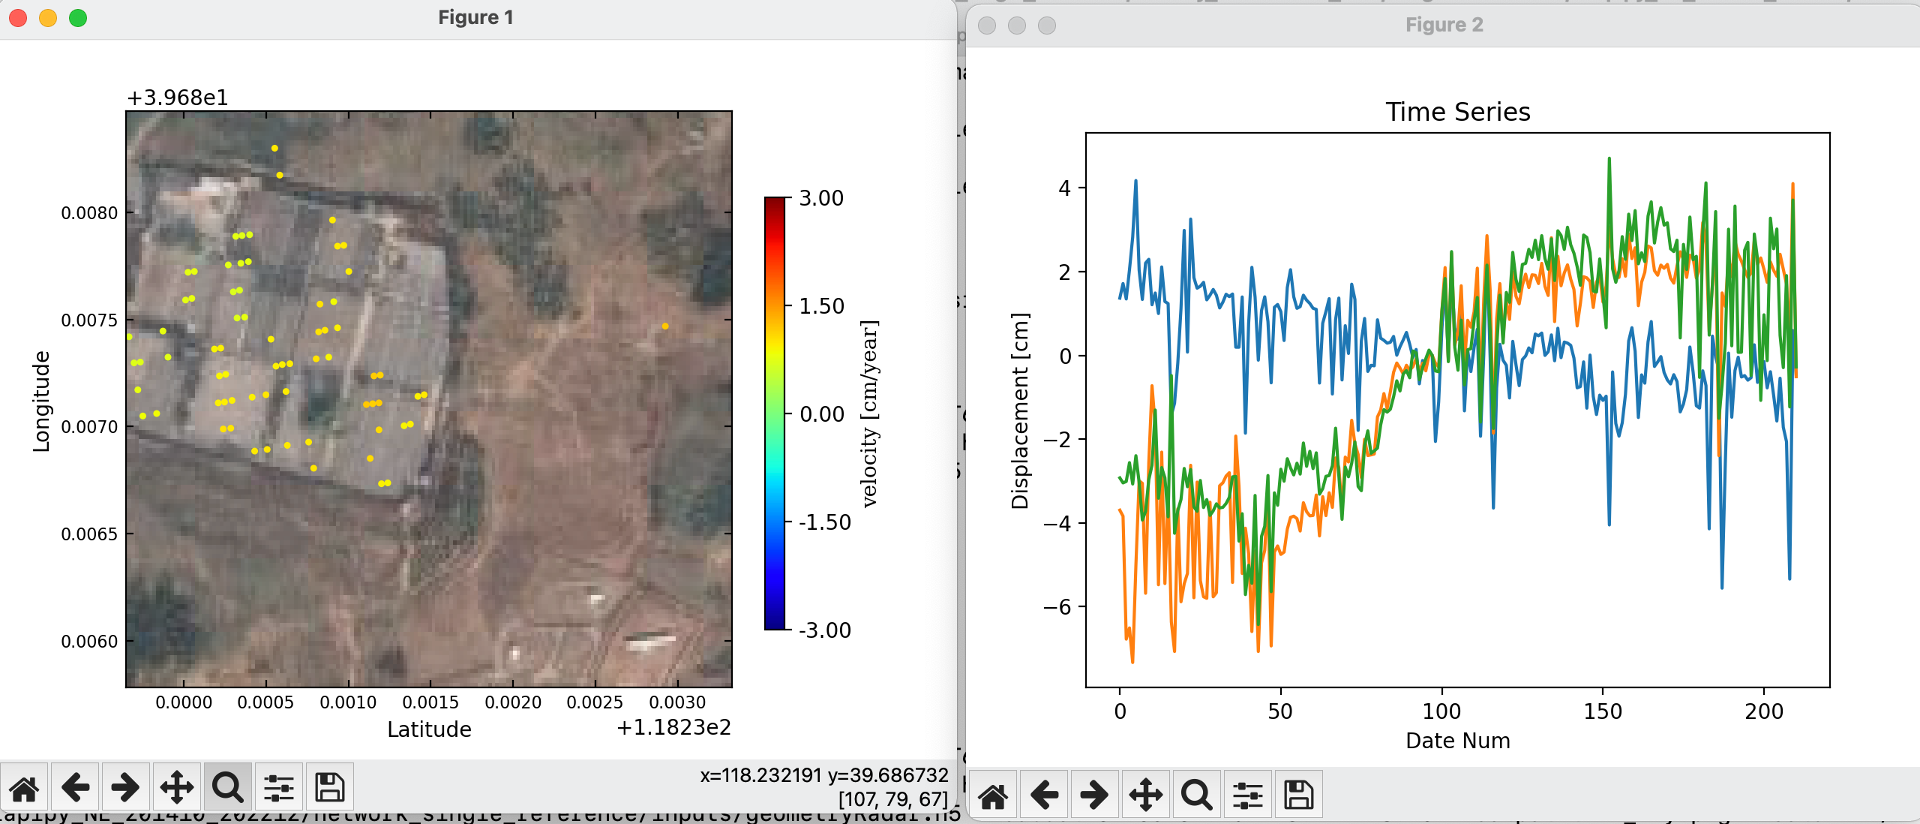 Figure 1
+3.968e1
0.0080
0.0075
0.0070
0.0065
0.0060
Longitude
0.0000 0.0005 0.0010 0.0015 0.0020 0.0025 0.0030
Latitude
+1.1823e2
3.00
1.50
0.00
-1.50
-3.00
velocity [cm/year]
x=118.232191 y=39.686732
[107, 79, 67]
Figure 2
Time Series
4
2
0
−2
−4
−6
Displacement [cm]
0 50 100 150 200
Date Num